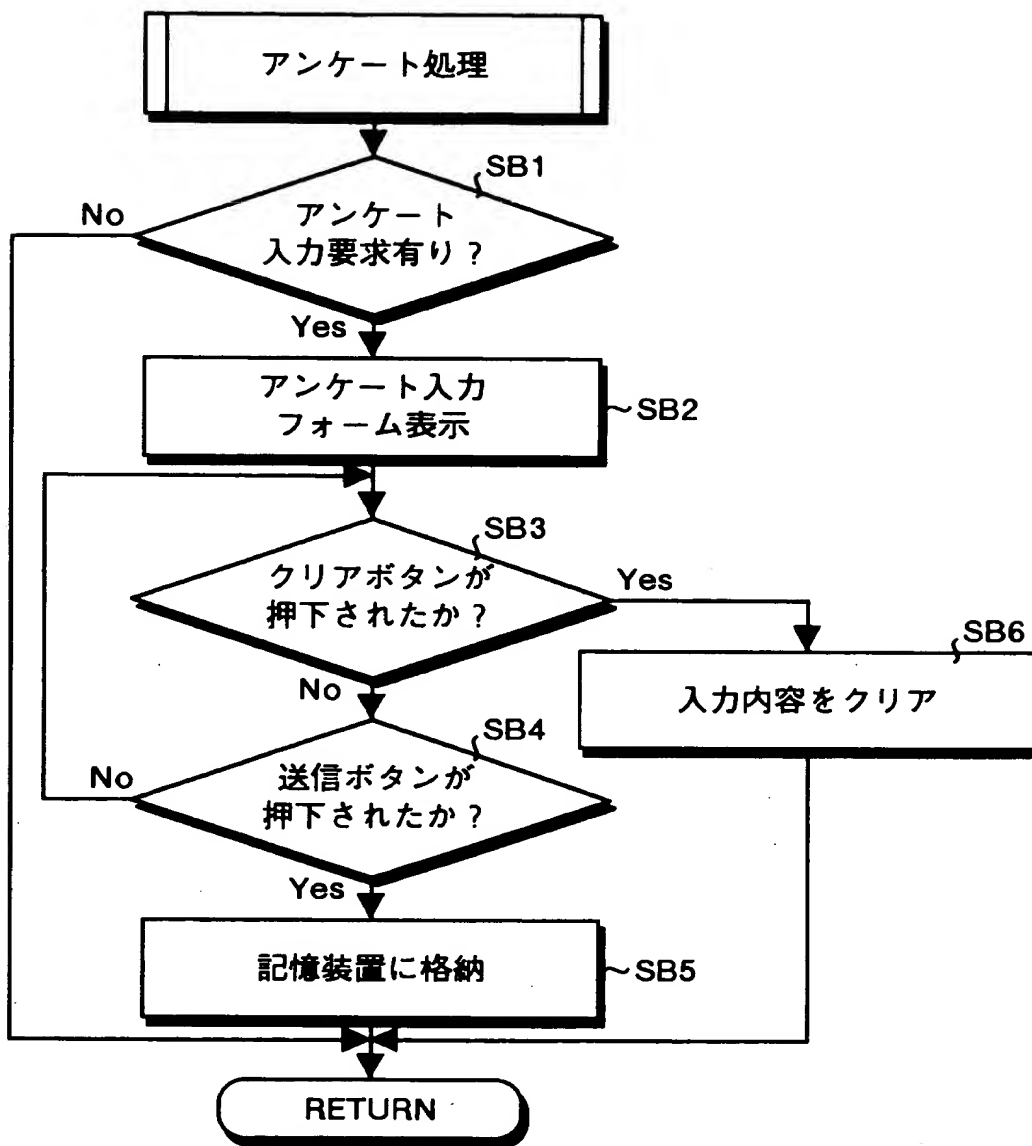 アンケート処理
SB1
No
アンケート
入力要求有り?
Yes
アンケート入力
フォーム表示
SB2
SB3
クリアボタンが
押下されたか?
Yes
No
SB6
入力内容をクリア
SB4
No
送信ボタンが
押下されたか?
Yes
記憶装置に格納
SB5
RETURN